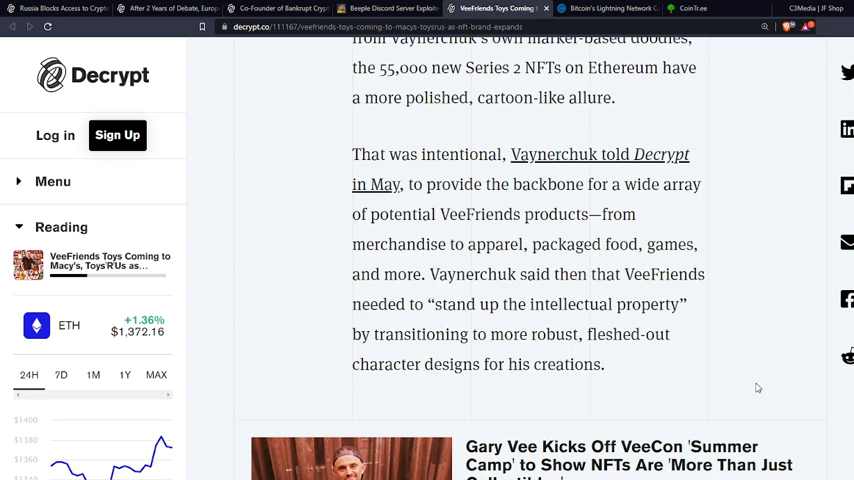 Russia Blocks Access to Crypto
After 2 Years of Debate, Europ
Co-Founder of Bankrupt Crypt
Beeple Discord Server Exploite
VeeFriends Toys Coming t
Bitcoin's Lightning Network C
CoinTr.ee
C3Media | JF Shop
decrypt.co/111167/veefriends-toys-coming-to-macys-toysrus-as-nft-brand-expands
Decrypt
Log in
Sign Up
Menu
Reading
VeeFriends Toys Coming to
Macy's, Toys'R'Us as...
ETH
+1.36%
$1,372.16
24H 7D 1M 1Y MAX
$1400
$1380
$1360
$1340
from Vaynerchuk's own marker-based doodles,
the 55,000 new Series 2 NFTs on Ethereum have
a more polished, cartoon-like allure.
That was intentional, Vaynerchuk told Decrypt
in May, to provide the backbone for a wide array
of potential VeeFriends products—from
merchandise to apparel, packaged food, games,
and more. Vaynerchuk said then that VeeFriends
needed to “stand up the intellectual property”
by transitioning to more robust, fleshed-out
character designs for his creations.
Gary Vee Kicks Off VeeCon 'Summer
Camp' to Show NFTs Are 'More Than Just